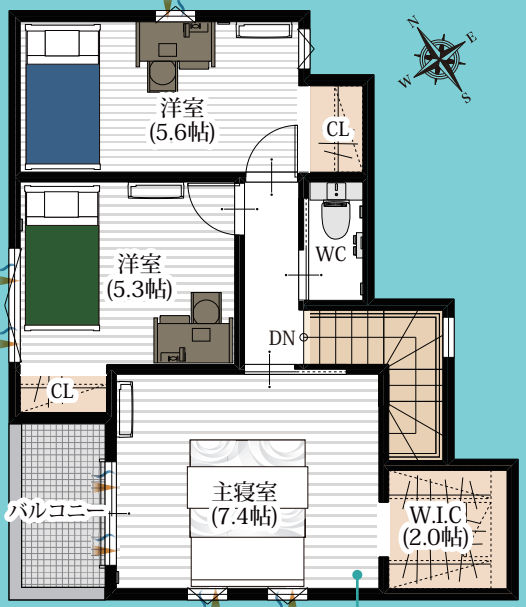 N
E
W
S
洋室
(5.6帖)
CL
洋室
(5.3帖)
WC
DN
CL
バルコニー
主寝室
(7.4帖)
W.I.C
(2.0帖)